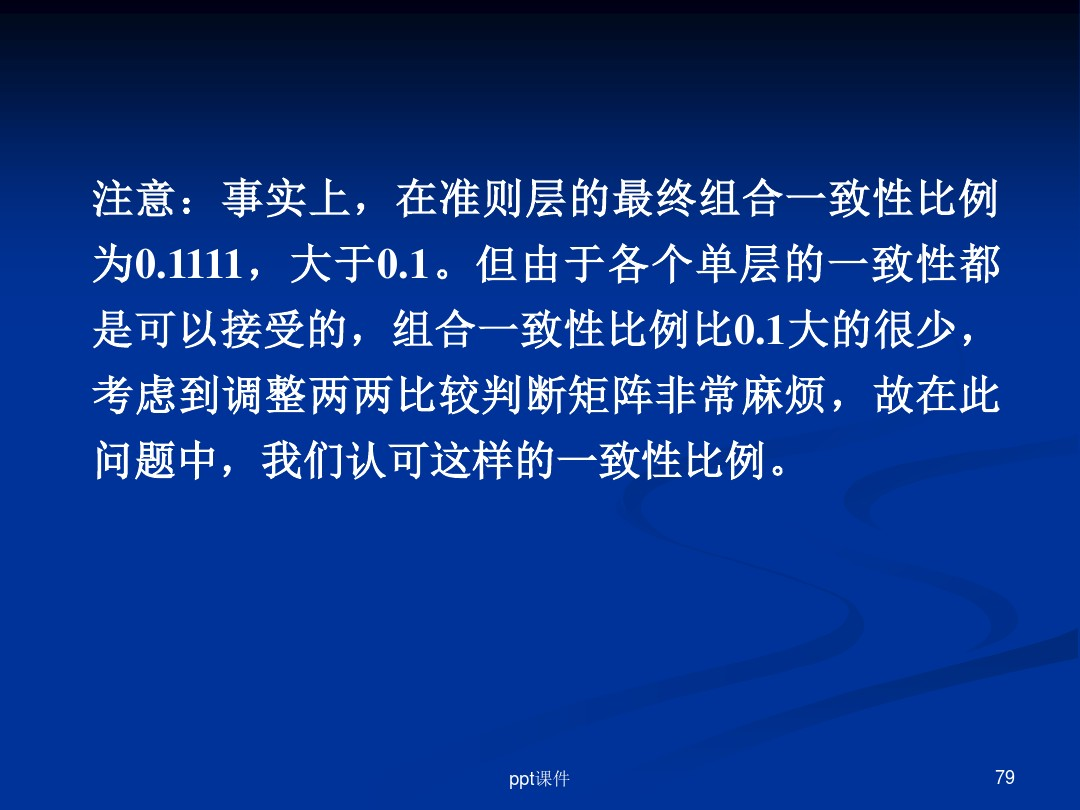 注意：事实上，在准则层的最终组合一致性比例
为0.1111，大于0.1。但由于各个单层的一致性都
是可以接受的，组合一致性比例比0.1大的很少，
考虑到调整两两比较判断矩阵非常麻烦，故在此
问题中，我们认可这样的一致性比例。
ppt课件
79